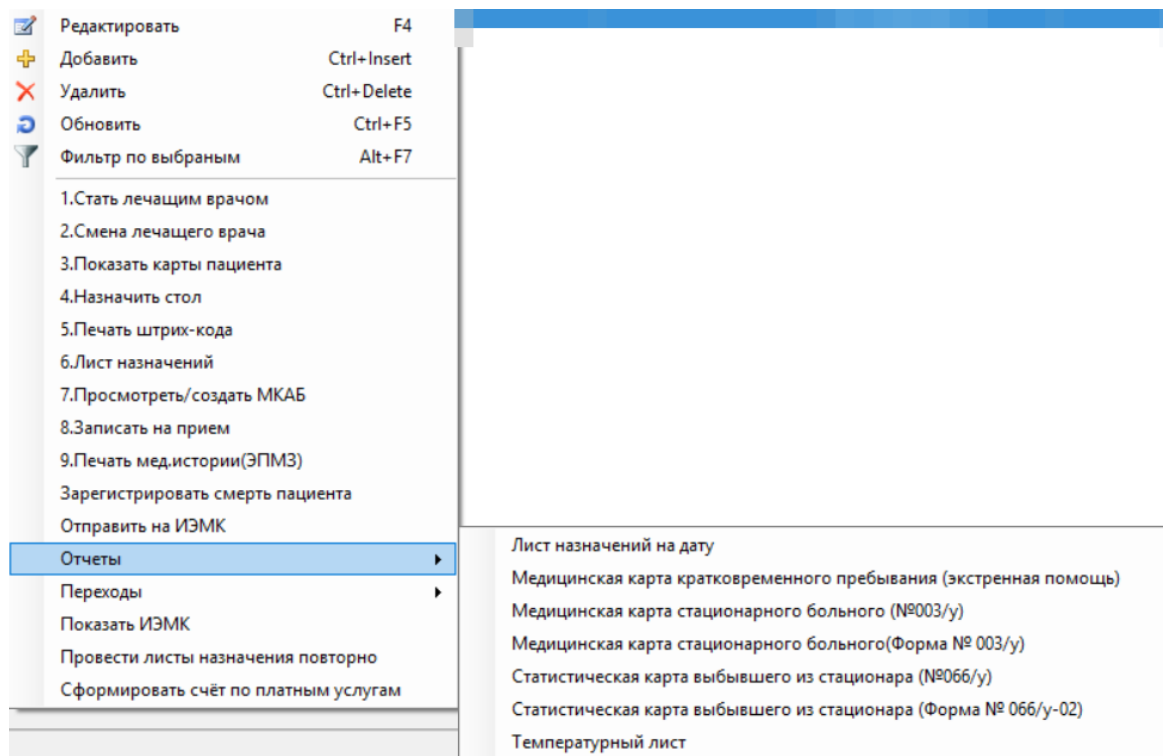 Редактировать F4
Добавить Ctrl+Insert
Удалить Ctrl+Delete
Обновить Ctrl+F5
Фильтр по выбраным Alt+F7
1.Стать лечащим врачом
2.Смена лечащего врача
3.Показать карты пациента
4.Назначить стол
5.Печать штрих-кода
6.Лист назначений
7.Просмотреть/создать МКАБ
8.Записать на прием
9.Печать мед.истории(ЭПМЗ)
Зарегистрировать смерть пациента
Отправить на ИЭМК
Отчеты
Переходы
Показать ИЭМК
Провести листы назначения повторно
Сформировать счёт по платным услугам
Лист назначений на дату
Медицинская карта кратковременного пребывания (экстренная помощь)
Медицинская карта стационарного больного (№003/у)
Медицинская карта стационарного больного(Форма № 003/у)
Статистическая карта выбывшего из стационара (№066/у)
Статистическая карта выбывшего из стационара (Форма № 066/у-02)
Температурный лист